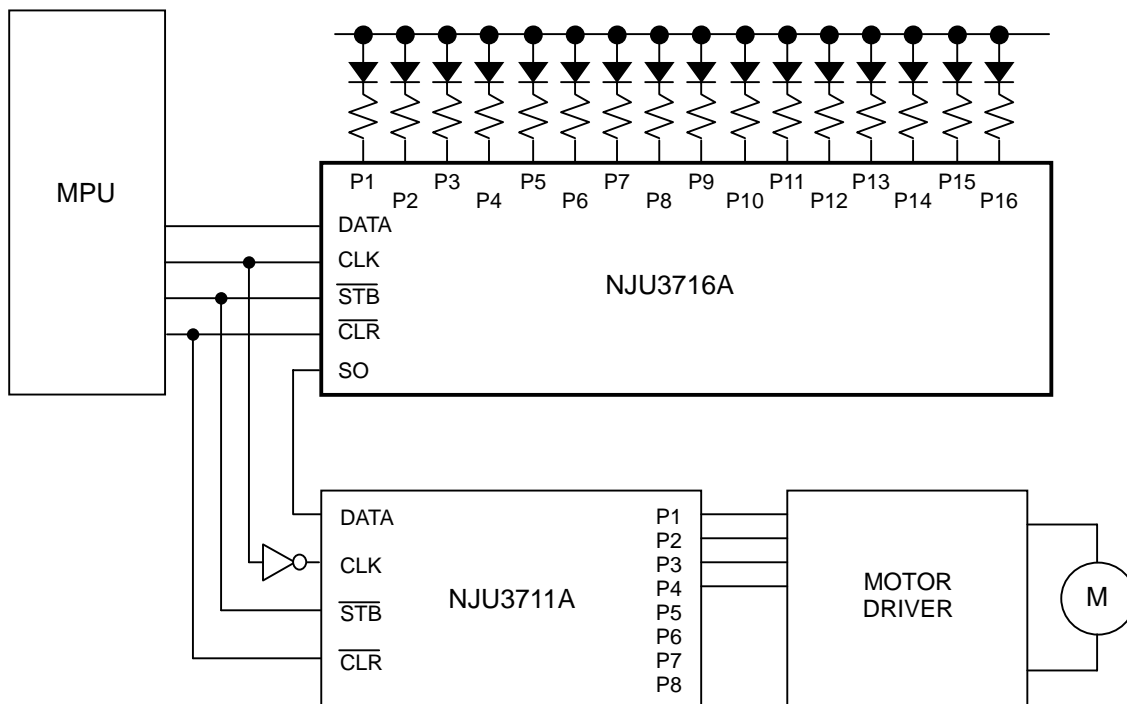 MPU
P1 P3 P5 P7 P9 P11 P13 P15
P2 P4 P6 P8 P10 P12 P14 P16
DATA
CLK
STB
CLR
SO
NJU3716A
DATA
CLK
STB
CLR
NJU3711A
P1
P2
P3
P4
P5
P6
P7
P8
MOTOR
DRIVER
M